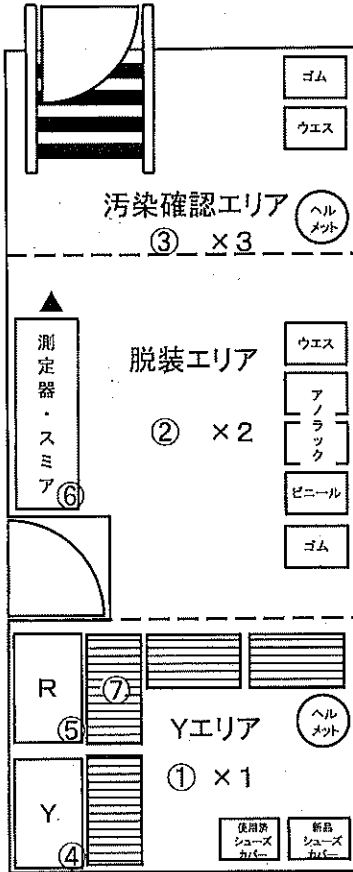 ゴム
ウエス
汚染確認エリア
ヘル
メット
③ ×3
脱装エリア
ウエス
測定器・スミア
アノラック
② ×2
⑥
ビニール
ゴム
R
⑦
⑤
Yエリア
ヘル
メット
① ×1
Y
④
使用済
シューズ
カバー
新品
シューズ
カバー